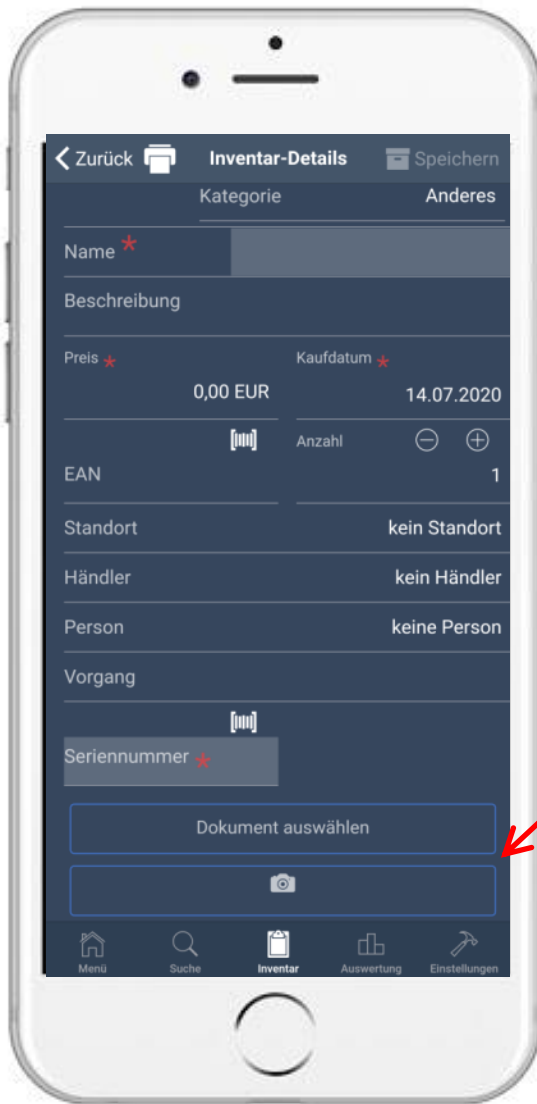 Zurück Inventar-Details Speichern
Kategorie Anderes
Name *
Beschreibung
Preis * Kaufdatum *
0,00 EUR 14.07.2020
Anzahl
EAN 1
Standort kein Standort
Händler kein Händler
Person keine Person
Vorgang
Seriennummer *
Dokument auswählen
Menü Suche Inventar Auswertung Einstellungen